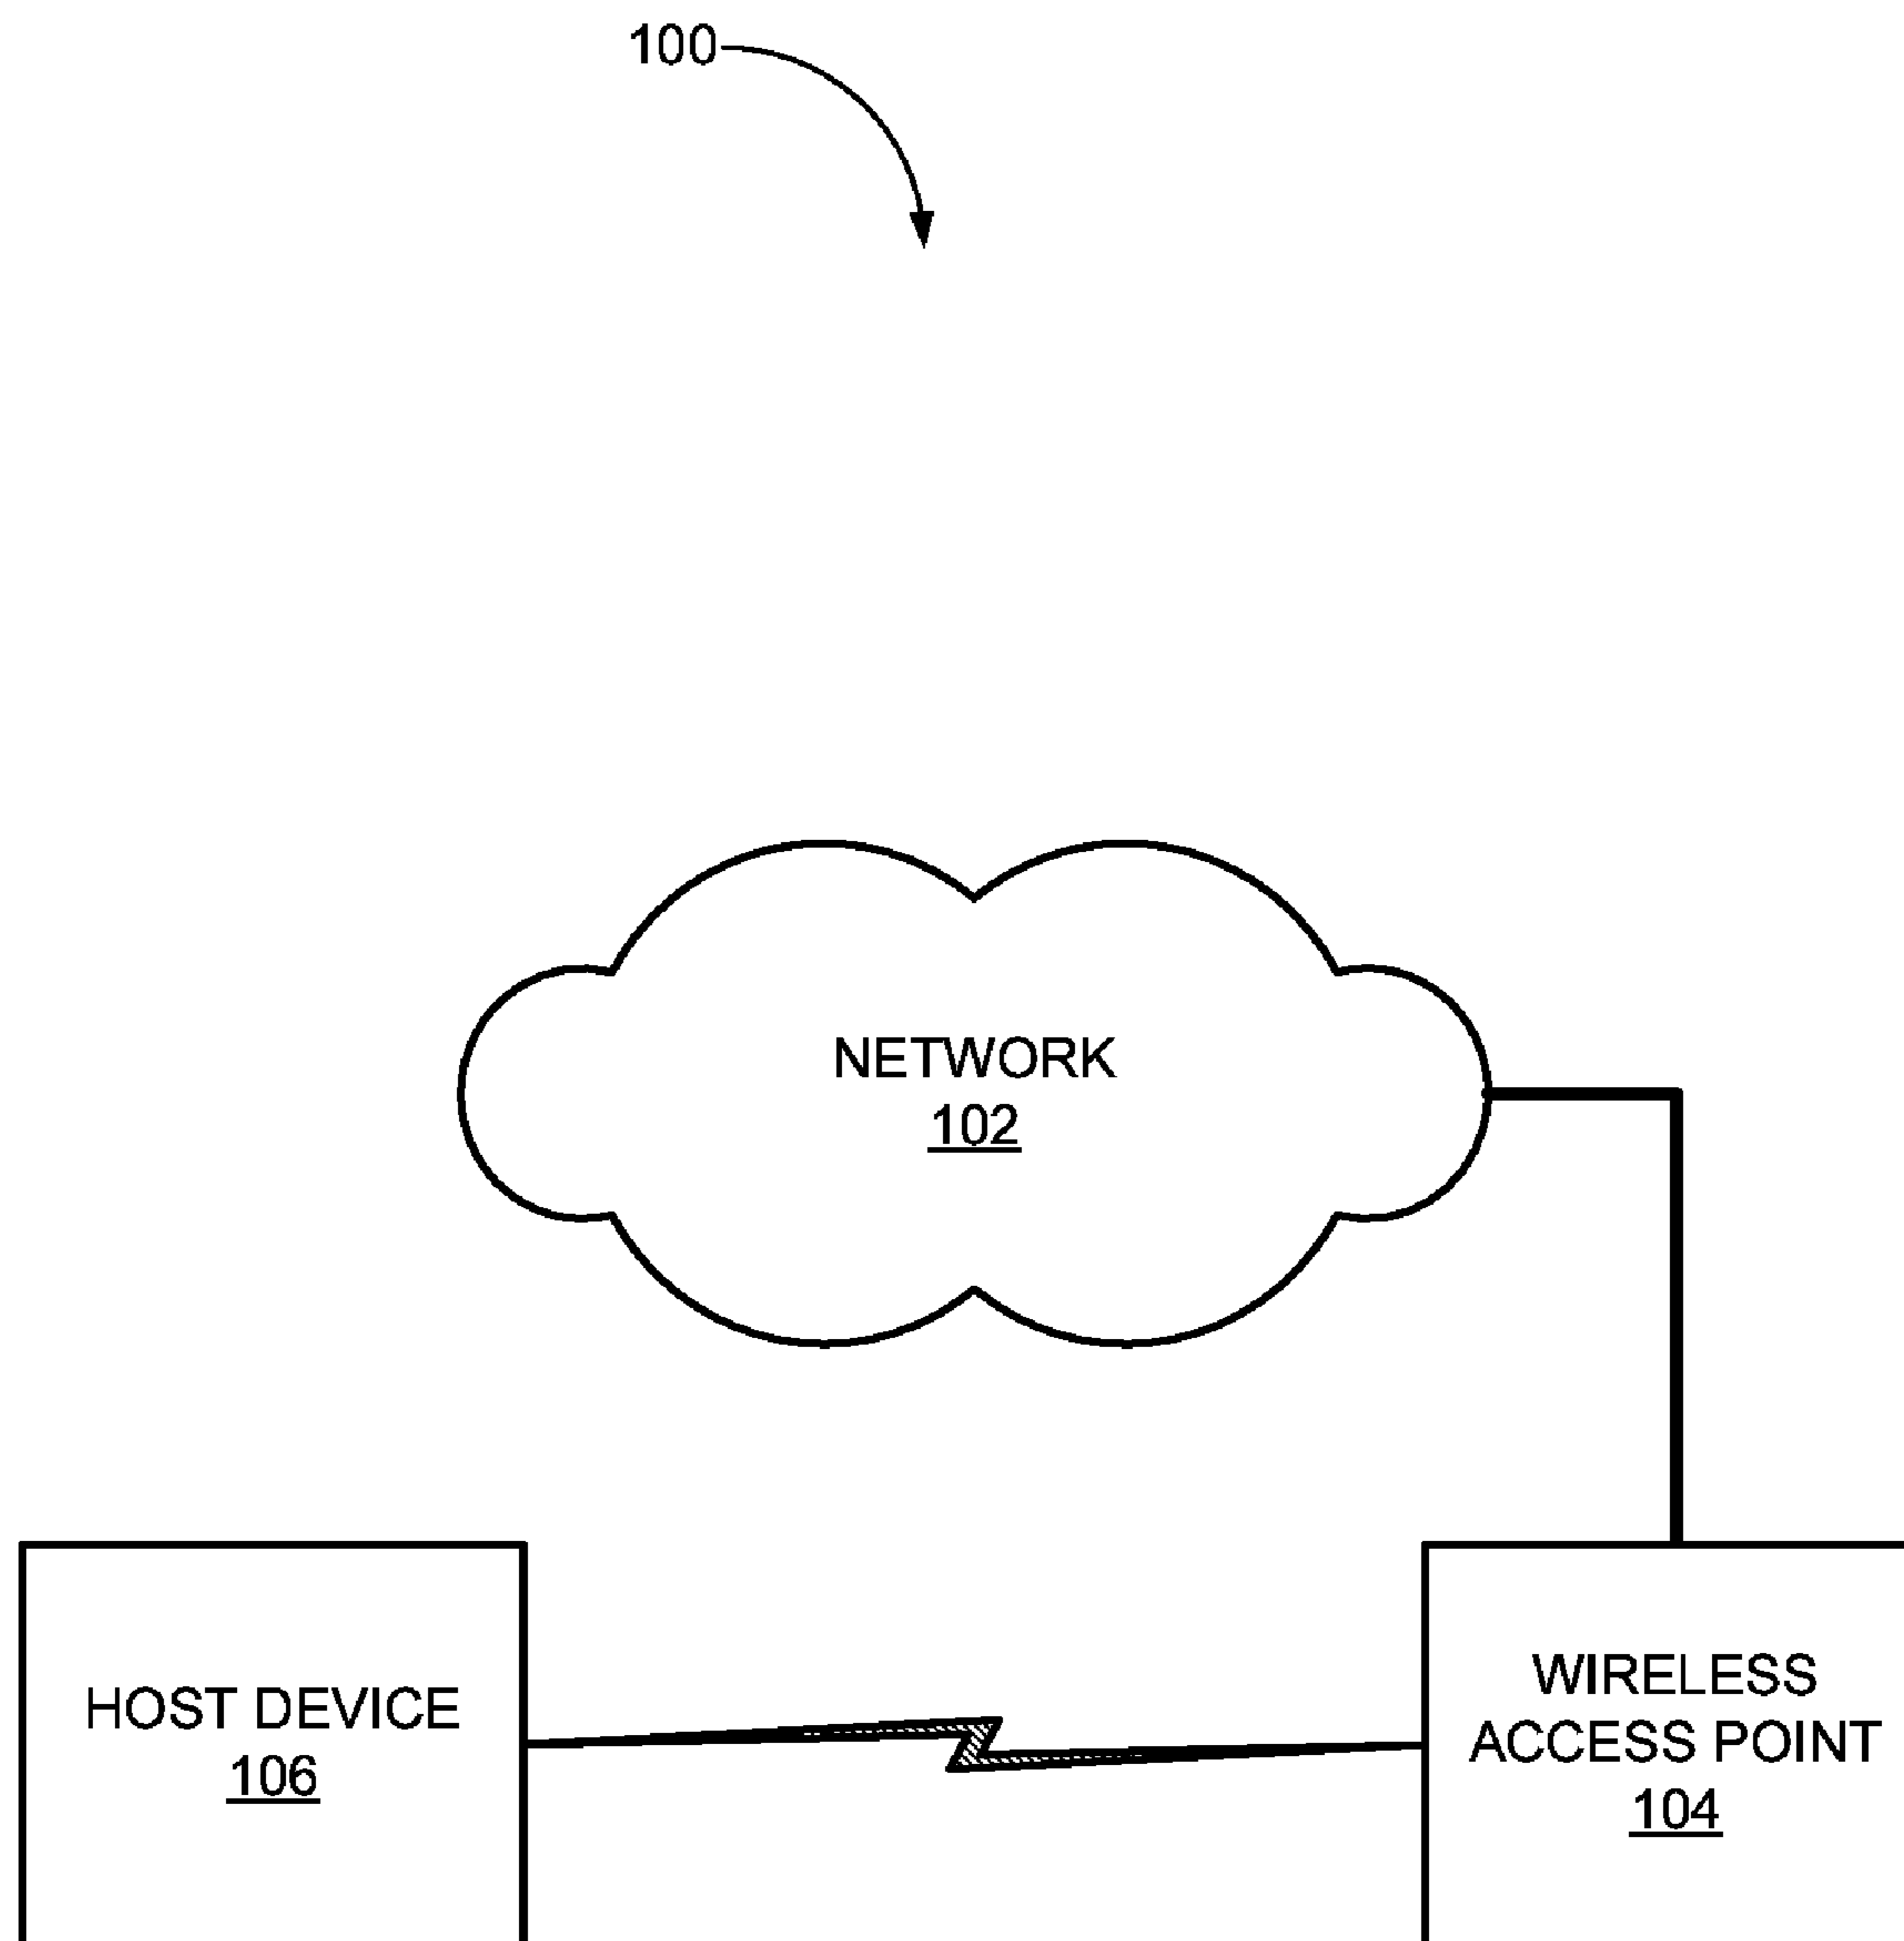 100
NETWORK
102
HOST DEVICE
106
WIRELESS
ACCESS POINT
104